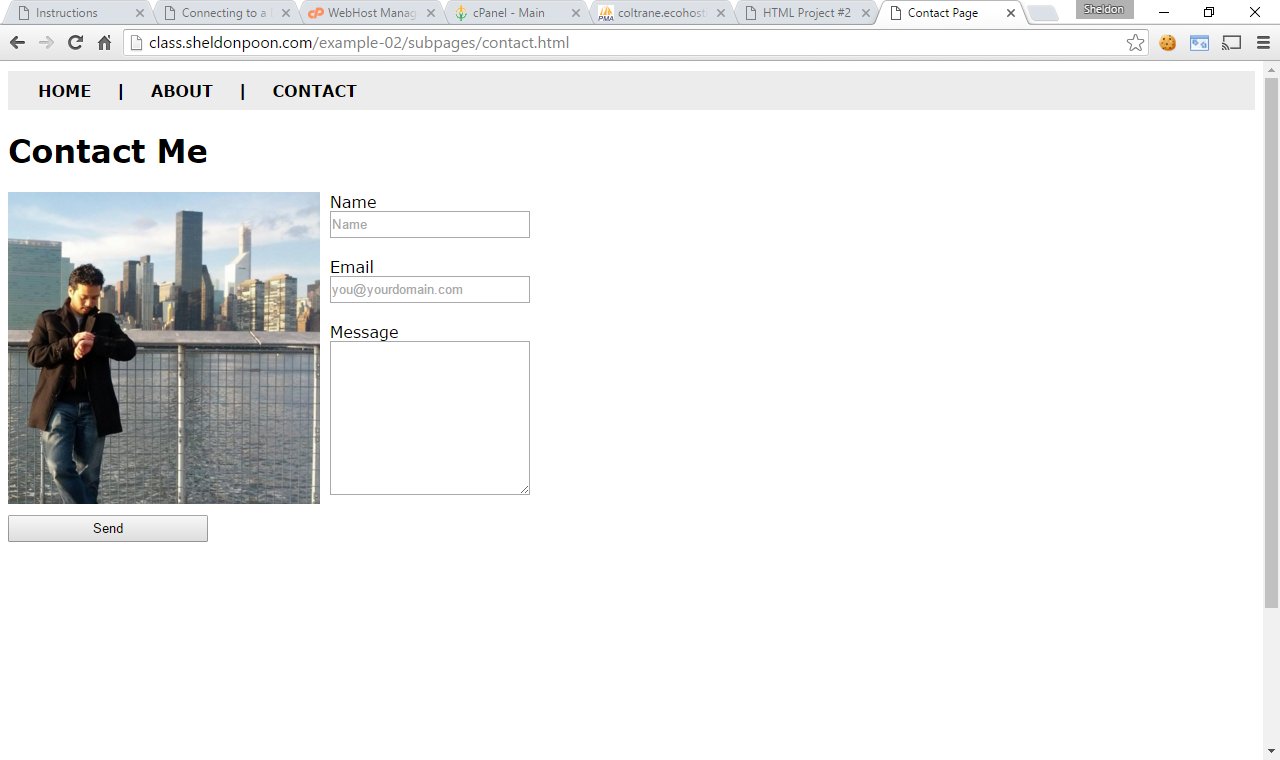 Instructions
Connecting to a
WebHost Manag
cPanel - Main
coltrane.ecohost
HTML Project #2
Contact Page
Sheldon
class.sheldonpoon.com/example-02/subpages/contact.html
HOME | ABOUT | CONTACT
Contact Me
Name
Name
Email
you@yourdomain.com
Message
Send